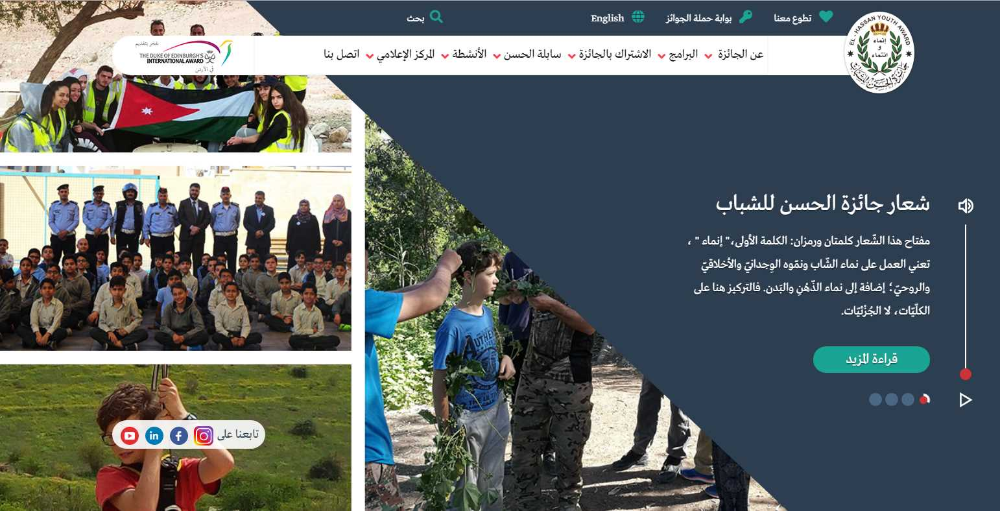 تطوع معنا
بوابة حملة الجوائز
English
بحث
EL-HASSAN YOUTH AWARD
إنماء
و
انتماء
جائزة الحسن للشباب
عن الجائزة
البرامج
الاشتراك بالجائزة
سابلة الحسن
الأنشطة
المركز الإعلامي
اتصل بنا
نفخر بتقديم
THE DUKE OF EDINBURGH'S
INTERNATIONAL AWARD
في الأردن
شعار جائزة الحسن للشباب
مفتاح هذا الشّعار كلمتان ورمزان: الكلمة الأولى،" إنماء " ،
تعني العمل على نماء الشّاب ونمّوه الوِجدانيّ والأخلاقيّ
والروحيّ؛ إضافة إلى نماء الذّهْنِ والبَدن. فالتركيز هنا على
الكلّيّات، لا الجُزْئيّات.
قراءة المزيد
تابعنا على